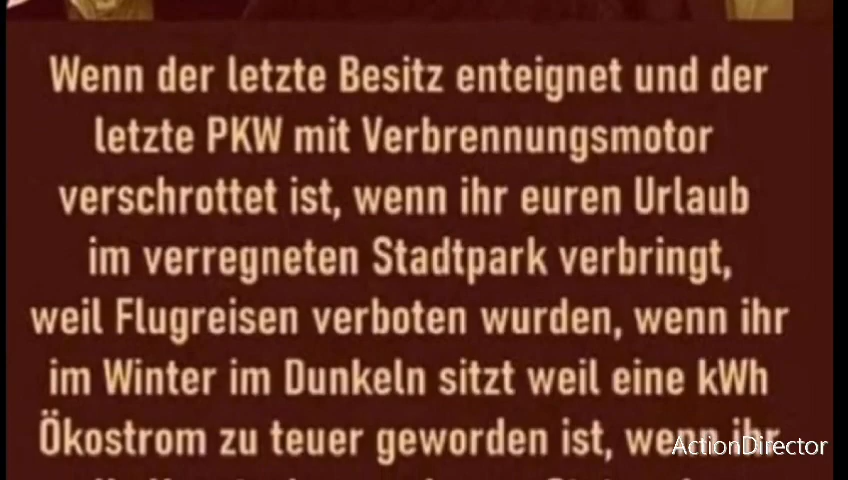 Wenn der letzte Besitz enteignet und der
letzte PKW mit Verbrennungsmotor
verschrottet ist, wenn ihr euren Urlaub
im verregneten Stadtpark verbringt,
weil Flugreisen verboten wurden, wenn ihr
im Winter im Dunkeln sitzt weil eine kWh
Ökostrom zu teuer geworden ist, wenn ihr
ActionDirector